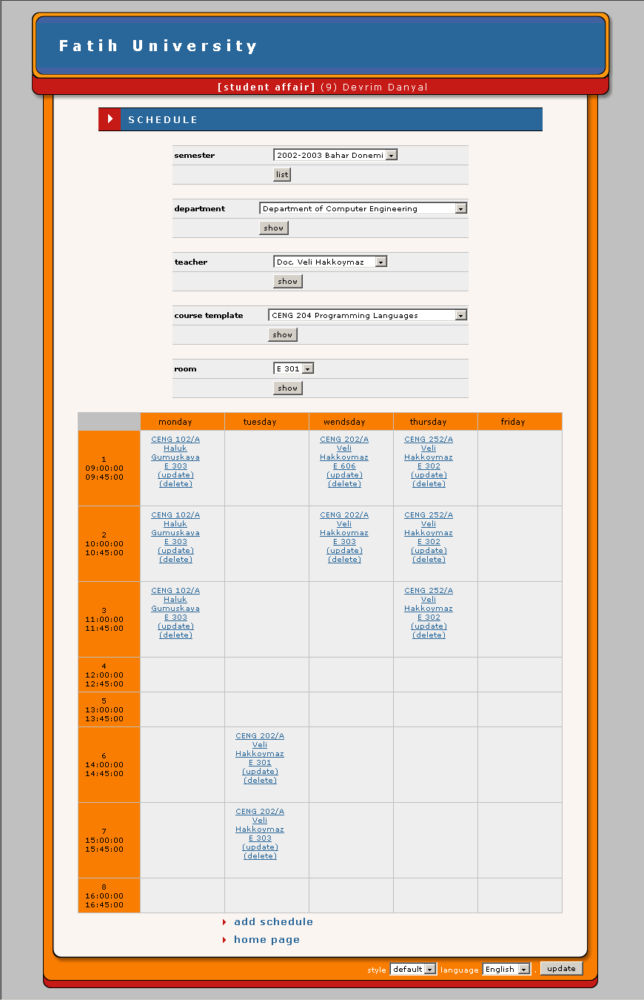 Fatih University
[student affair] (9) Devrim Danyal
SCHEDULE
semester 2002-2003 Bahar Donemi
list
department Department of Computer Engineering
show
teacher Doc. Veli Hakkoymaz
show
course template CENG 204 Programming Languages
show
room E 301
show
monday tuesday wendsday thursday friday
1
09:00:00
09:45:00
CENG 102/A
Haluk
Gumuskaya
E 303
(update)
(delete)
CENG 202/A
Veli
Hakkoymaz
E 606
(update)
(delete)
CENG 252/A
Veli
Hakkoymaz
E 302
(update)
(delete)
2
10:00:00
10:45:00
CENG 102/A
Haluk
Gumuskaya
E 303
(update)
(delete)
CENG 202/A
Veli
Hakkoymaz
E 303
(update)
(delete)
CENG 252/A
Veli
Hakkoymaz
E 302
(update)
(delete)
3
11:00:00
11:45:00
CENG 102/A
Haluk
Gumuskaya
E 303
(update)
(delete)
CENG 252/A
Veli
Hakkoymaz
E 302
(update)
(delete)
4
12:00:00
12:45:00
5
13:00:00
13:45:00
6
14:00:00
14:45:00
CENG 202/A
Veli
Hakkoymaz
E 301
(update)
(delete)
7
15:00:00
15:45:00
CENG 202/A
Veli
Hakkoymaz
E 303
(update)
(delete)
8
16:00:00
16:45:00
add schedule
home page
style default language English . update